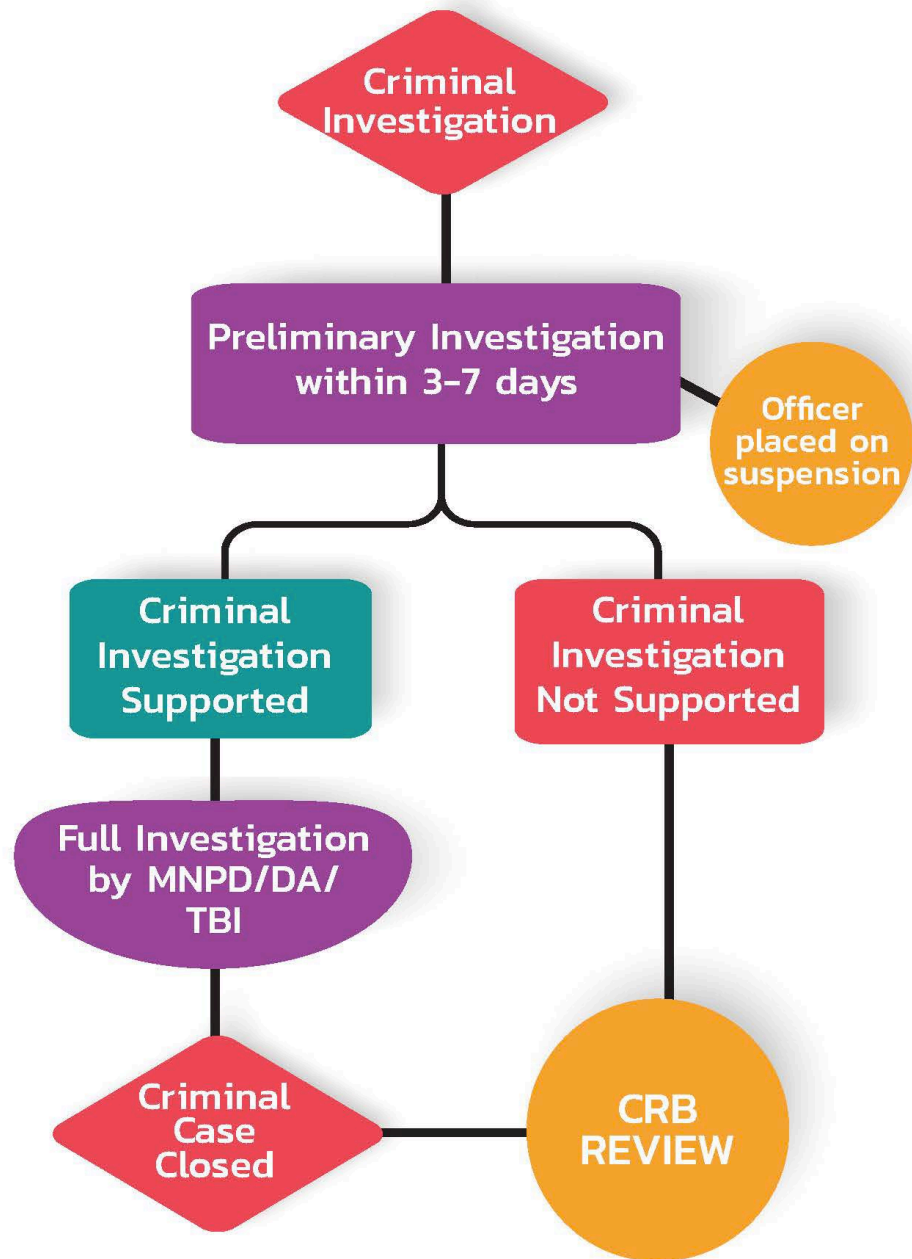 Criminal
Investigation
Preliminary Investigation
within 3-7 days
Officer
placed on
suspension
Criminal
Investigation
Supported
Criminal
Investigation
Not Supported
Full Investigation
by MNPD/DA/
TBI
Criminal
Case
Closed
CRB
REVIEW